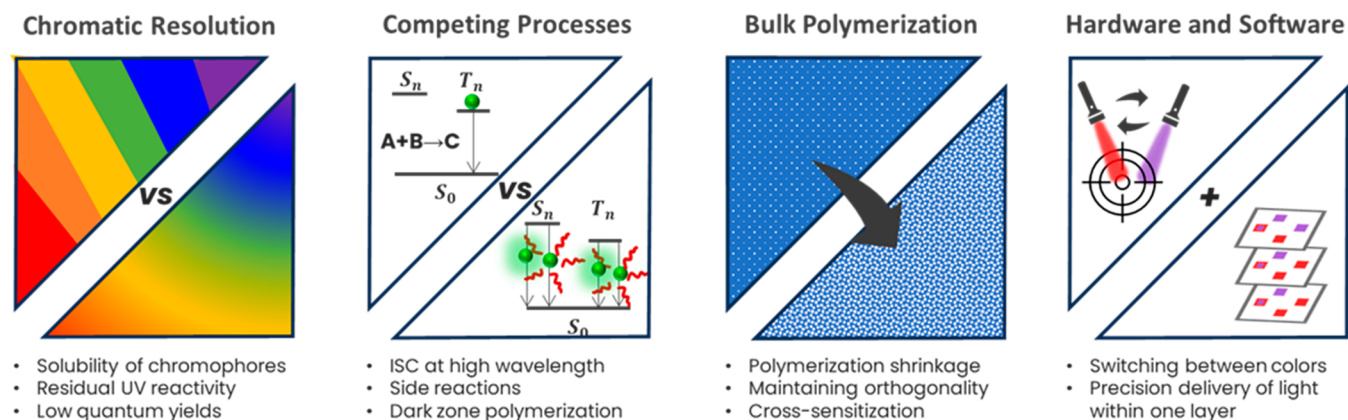 Chromatic Resolution
Competing Processes
Bulk Polymerization
Hardware and Software
vs
Sn Tn
A+B→C
S0
vs
Sn Tn
S0
+
• Solubility of chromophores
• Residual UV reactivity
• Low quantum yields
• ISC at high wavelength
• Side reactions
• Dark zone polymerization
• Polymerization shrinkage
• Maintaining orthogonality
• Cross-sensitization
• Switching between colors
• Precision delivery of light
within one layer